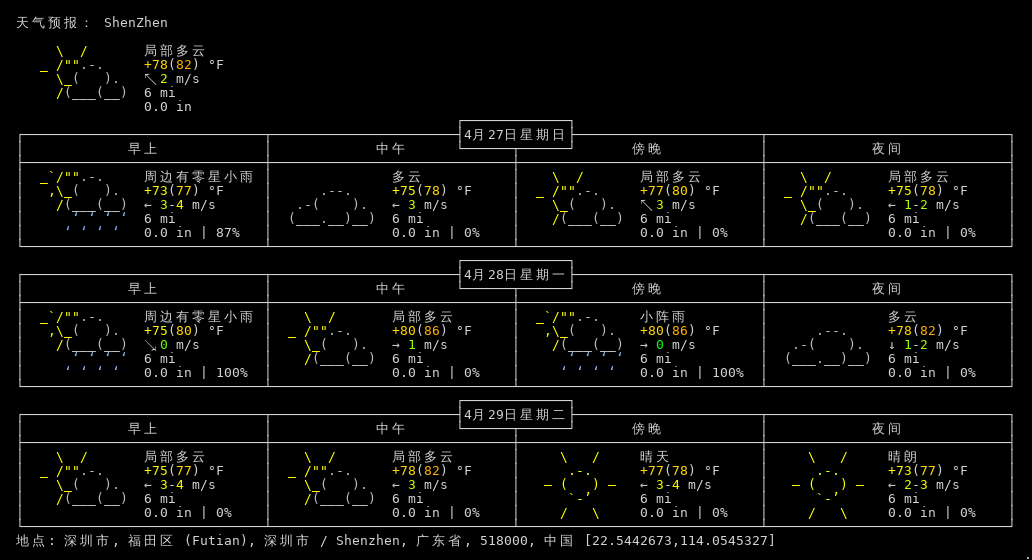 天气预报： ShenZhen
局部多云
+78(82) °F
↖ 2 m/s
6 mi
0.0 in
4月27日星期日
早上 中午 傍晚 夜间
周边有零星小雨 多云 局部多云 局部多云
+73(77) °F +75(78) °F +77(80) °F +75(78) °F
← 3-4 m/s ← 3 m/s ↖ 3 m/s ← 1-2 m/s
6 mi 6 mi 6 mi 6 mi
0.0 in | 87% 0.0 in | 0% 0.0 in | 0% 0.0 in | 0%
4月28日星期一
早上 中午 傍晚 夜间
周边有零星小雨 局部多云 小阵雨 多云
+75(80) °F +80(86) °F +80(86) °F +78(82) °F
↘ 0 m/s → 1 m/s → 0 m/s ↓ 1-2 m/s
6 mi 6 mi 6 mi 6 mi
0.0 in | 100% 0.0 in | 0% 0.0 in | 100% 0.0 in | 0%
4月29日星期二
早上 中午 傍晚 夜间
局部多云 局部多云 晴天 晴朗
+75(77) °F +78(82) °F +77(78) °F +73(77) °F
← 3-4 m/s ← 3 m/s ← 3-4 m/s ← 2-3 m/s
6 mi 6 mi 6 mi 6 mi
0.0 in | 0% 0.0 in | 0% 0.0 in | 0% 0.0 in | 0%
地点: 深圳市, 福田区 (Futian), 深圳市 / Shenzhen, 广东省, 518000, 中国 [22.5442673,114.0545327]